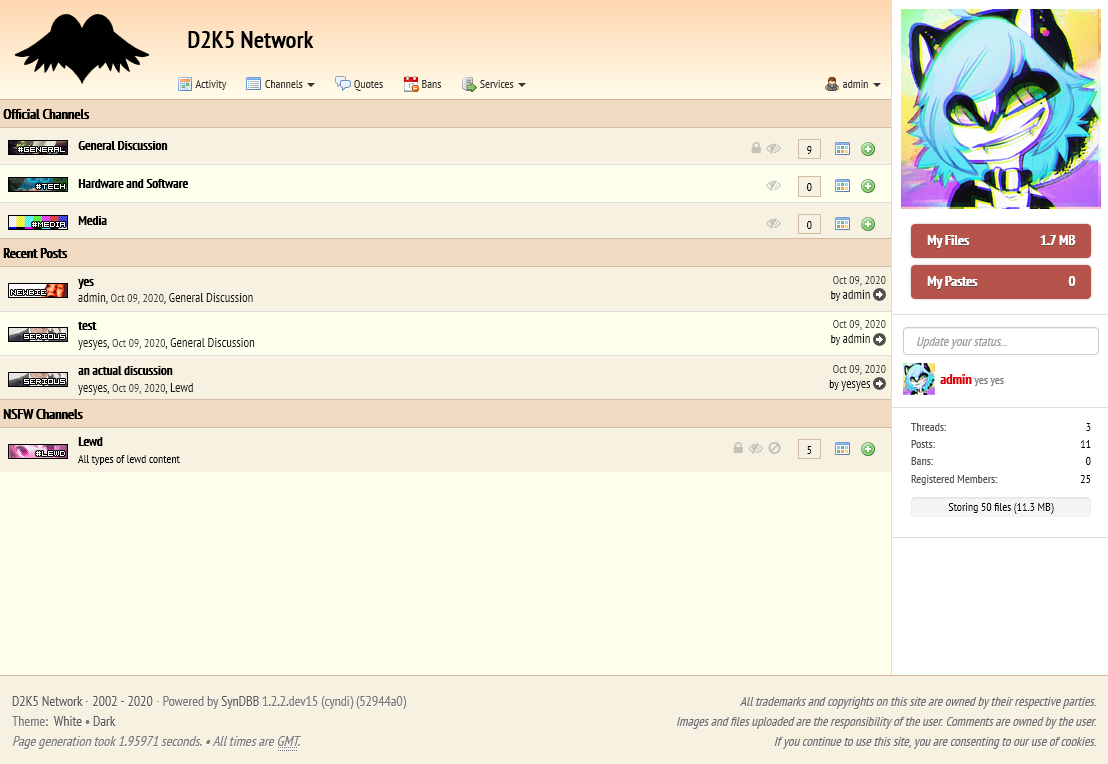 D2K5 Network
Activity Channels Quotes Bans Services admin
Official Channels
#GENERAL General Discussion 9
#TECH Hardware and Software 0
#MEDIA Media 0
Recent Posts
NEWBIE yes Oct 09, 2020
admin, Oct 09, 2020, General Discussion by admin
SERIOUS test Oct 09, 2020
yesyes, Oct 09, 2020, General Discussion by admin
SERIOUS an actual discussion Oct 09, 2020
yesyes, Oct 09, 2020, Lewd by yesyes
NSFW Channels
#LEWD Lewd 5
All types of lewd content
My Files 1.7 MB
My Pastes 0
Update your status...
admin yes yes
Threads: 3
Posts: 11
Bans: 0
Registered Members: 25
Storing 50 files (11.3 MB)
D2K5 Network · 2002 - 2020 · Powered by SynDBB 1.2.2.dev15 (cyndi) (52944a0)
Theme: White • Dark
Page generation took 1.95971 seconds. • All times are GMT.
All trademarks and copyrights on this site are owned by their respective parties.
Images and files uploaded are the responsibility of the user. Comments are owned by the user.
If you continue to use this site, you are consenting to our use of cookies.